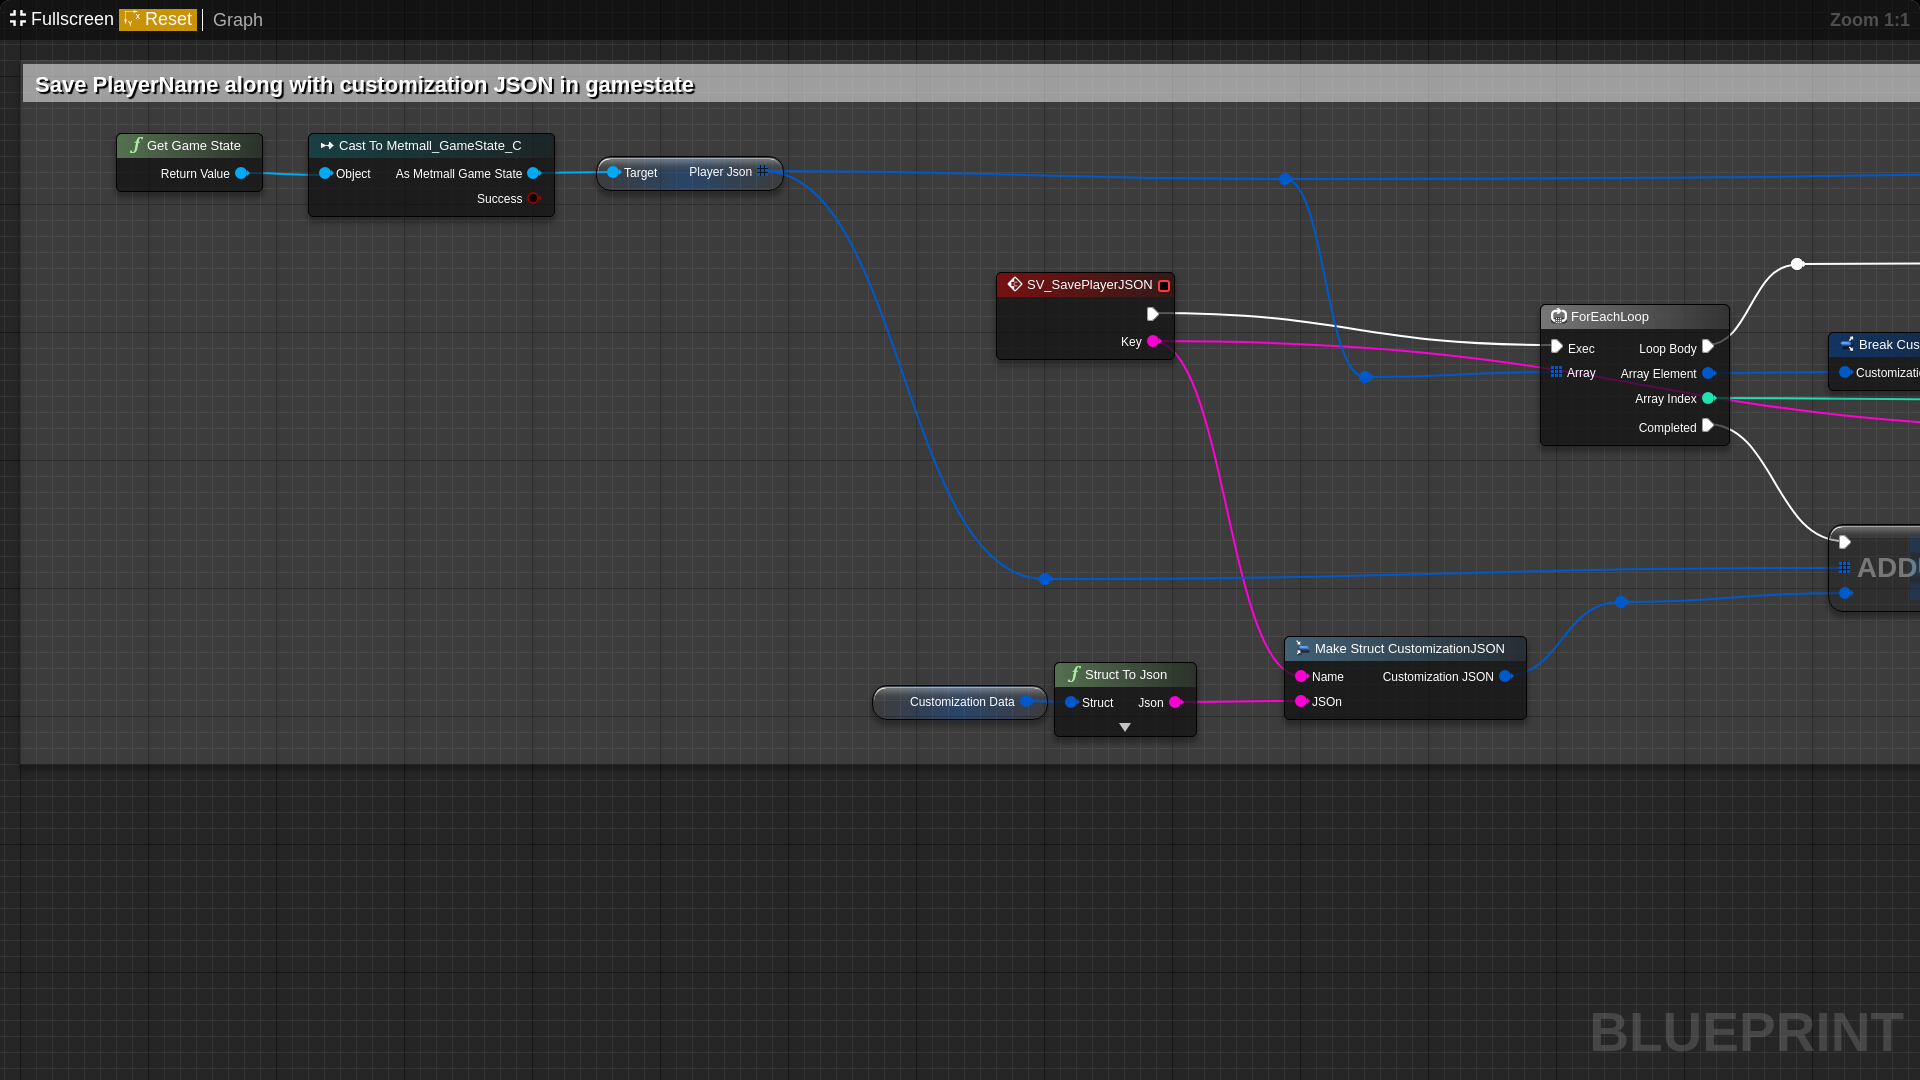 Fullscreen Reset Graph Zoom 1:1
Save PlayerName along with customization JSON in gamestate
Get Game State
Return Value
Cast To Metmall_GameState_C
Object As Metmall Game State
Success
Target Player Json
SV_SavePlayerJSON
Key
ForEachLoop
Exec Loop Body
Array Array Element
Array Index
Completed
Break Cus
Customizati
ADD
Customization Data
Struct To Json
Struct Json
Make Struct CustomizationJSON
Name Customization JSON
JSOn
BLUEPRINT